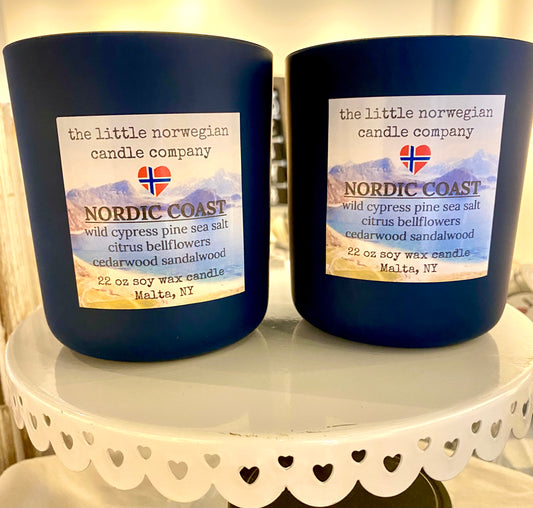 the little norwegian
candle company
NORDIC COAST
wild cypress pine sea salt
citrus bellflowers
cedarwood sandalwood
22 oz soy wax candle
Malta, NY
the little norwegian
candle company
NORDIC COAST
wild cypress pine sea salt
citrus bellflowers
cedarwood sandalwood
22 oz soy wax candle
Malta, NY